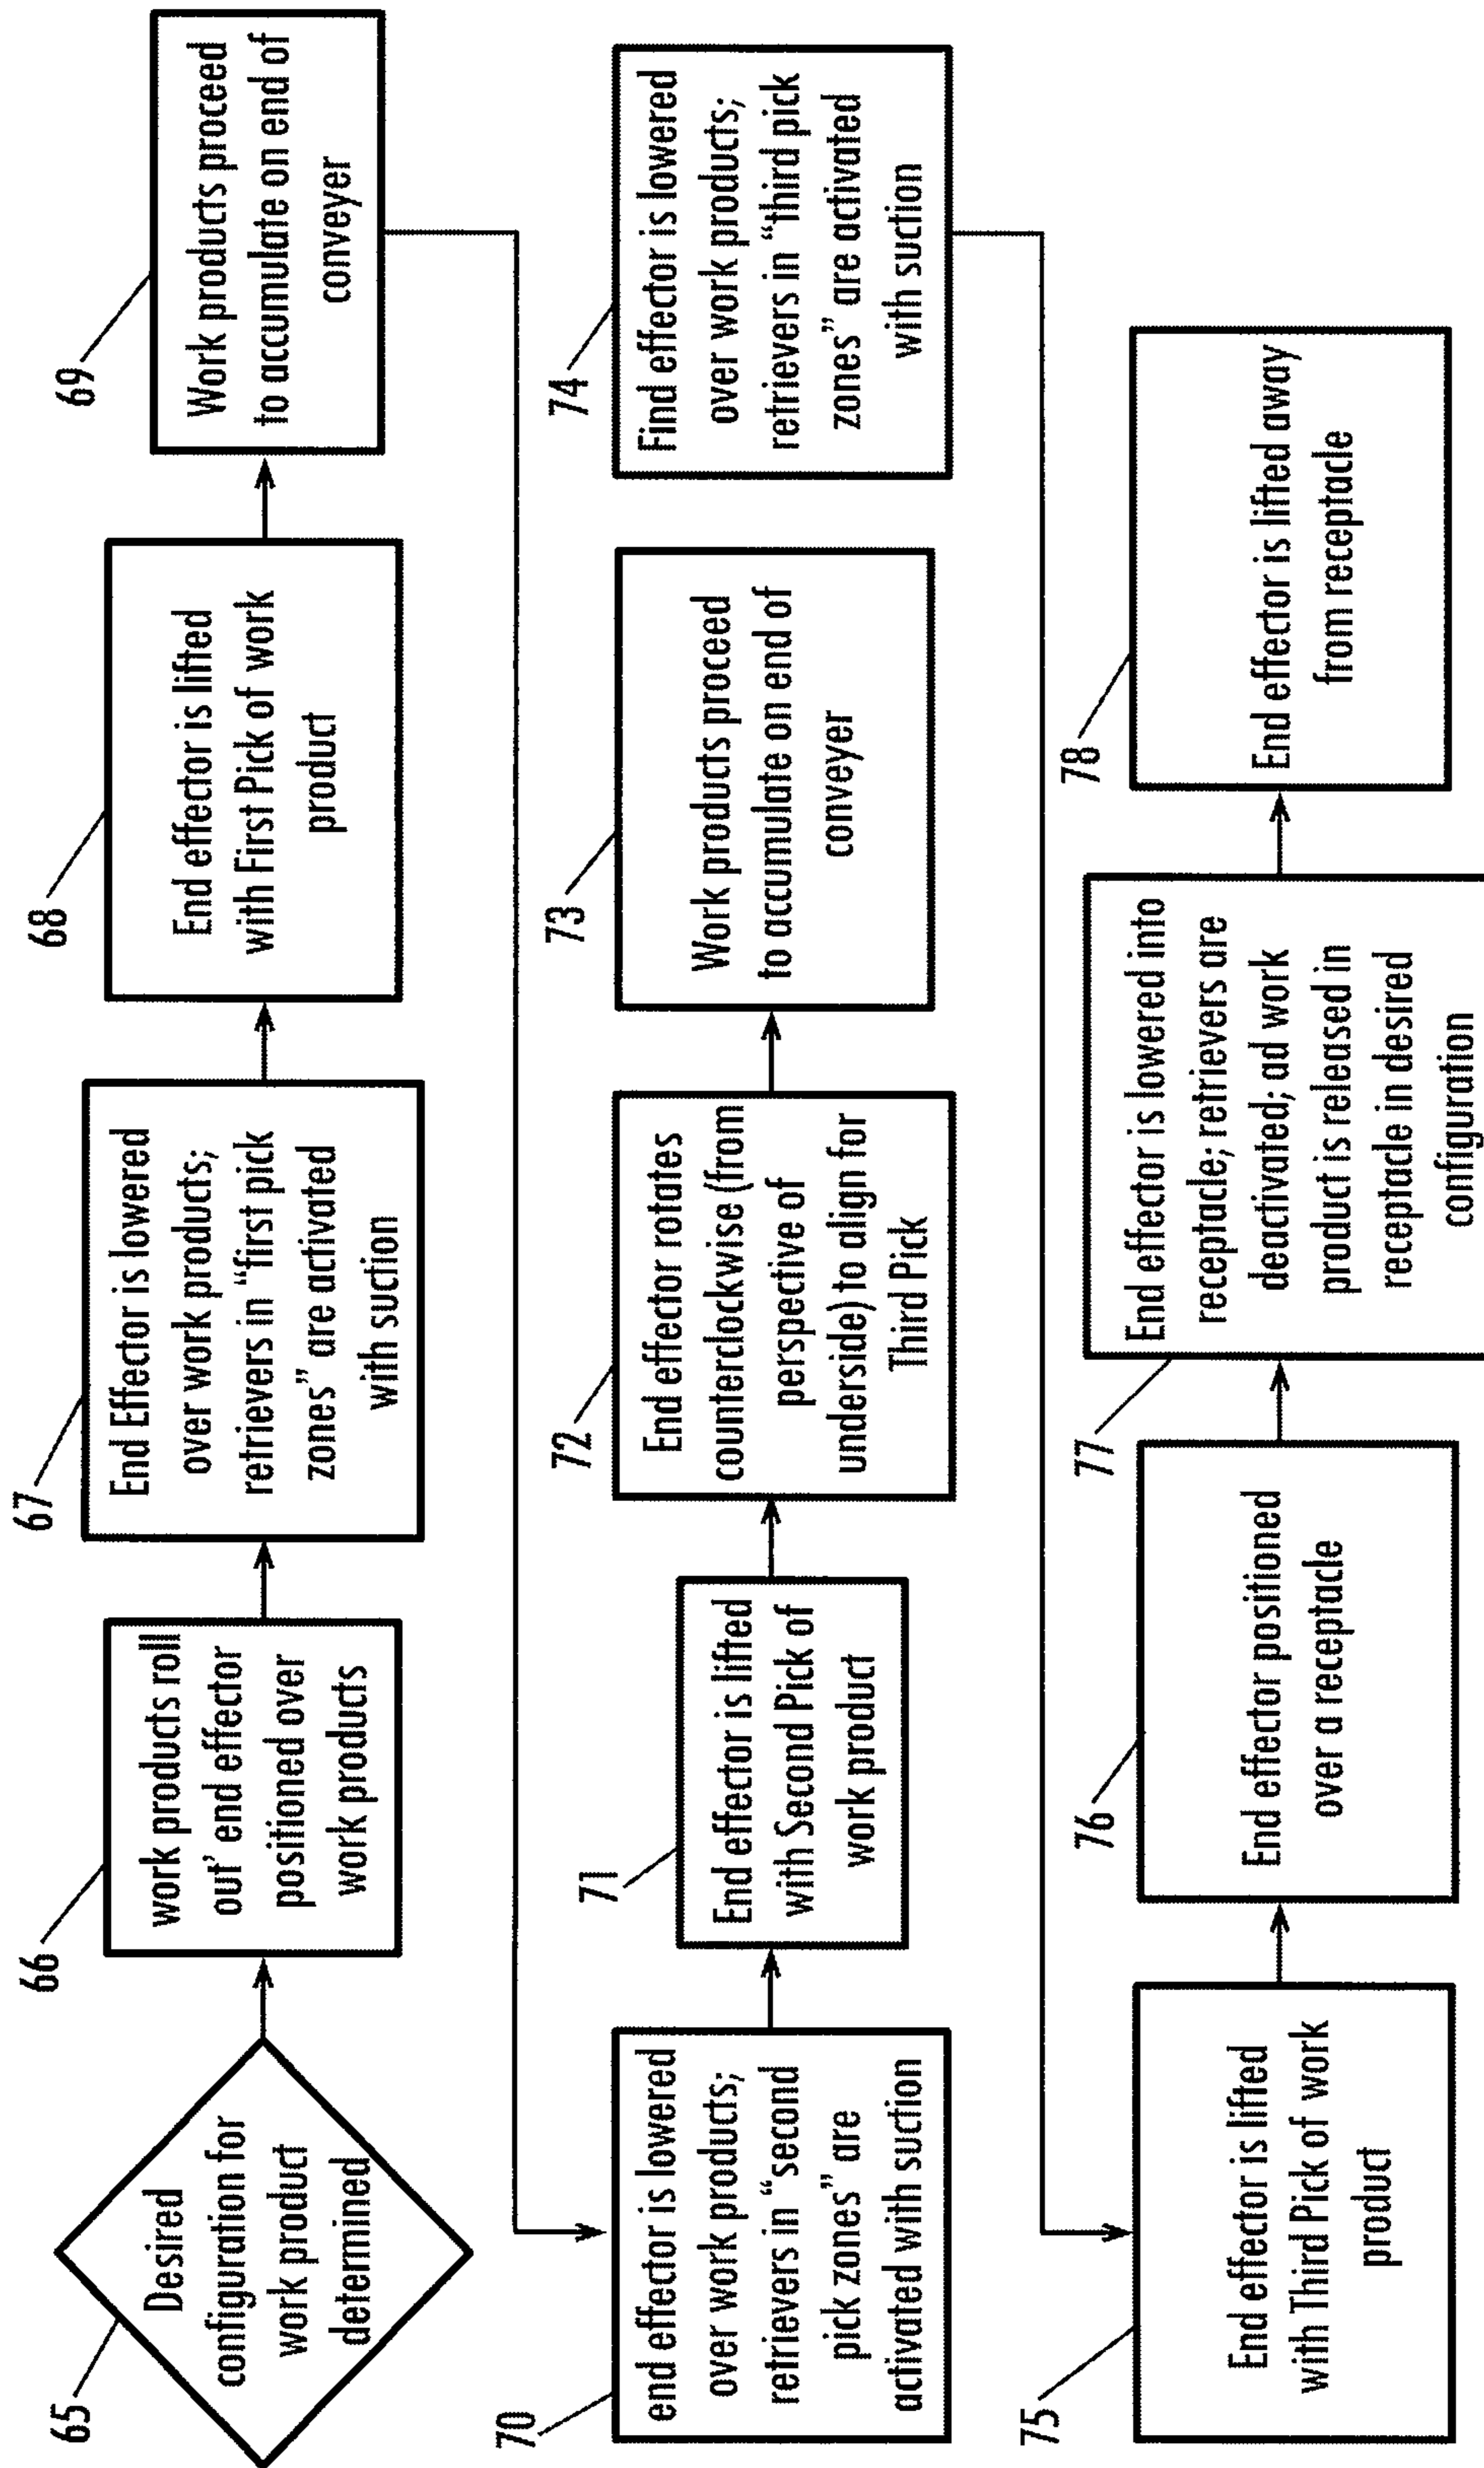 65
Desired
configuration for
work product
determined
66
work products roll
out' end effector
positioned over
work products
67
End Effector is lowered
over work products;
retrievers in “first pick
zones” are activated
with suction
68
End effector is lifted
with First Pick of work
product
69
Work products proceed
to accumulate on end of
conveyer
70
end effector is lowered
over work products;
retrievers in “second
pick zones” are
activated with suction
71
End effector is lifted
with Second Pick of
work product
72
End effector rotates
counterclockwise (from
perspective of
underside) to align for
Third Pick
73
Work products proceed
to accumulate on end of
conveyer
74
Find effector is lowered
over work products;
retrievers in “third pick
zones” are activated
with suction
75
End effector is lifted
with Third Pick of work
product
76
End effector positioned
over a receptacle
77
End effector is lowered into
receptacle; retrievers are
deactivated; ad work
product is released in
receptacle in desired
configuration
78
End effector is lifted away
from receptacle